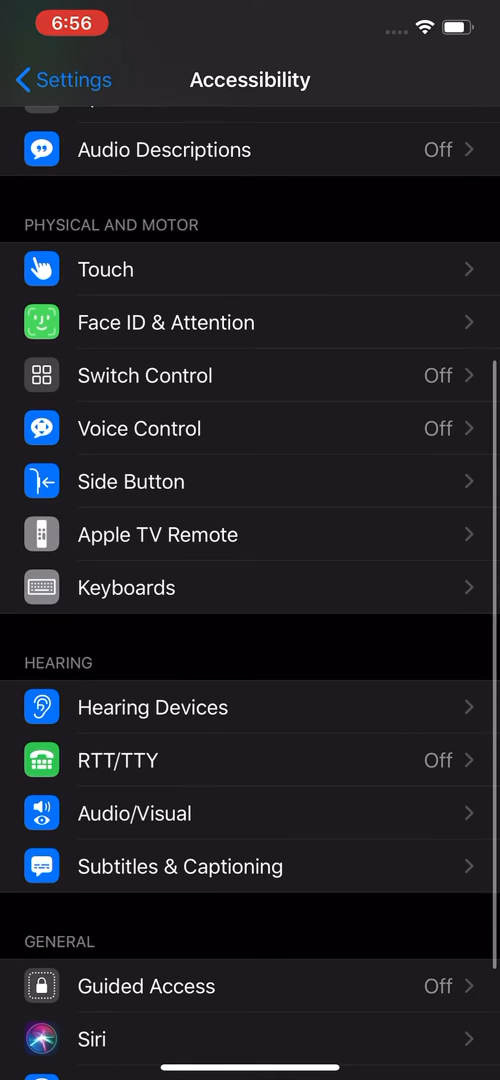 6:56
Settings
Accessibility
Audio Descriptions Off
PHYSICAL AND MOTOR
Touch
Face ID & Attention
Switch Control Off
Voice Control Off
Side Button
Apple TV Remote
Keyboards
HEARING
Hearing Devices
RTT/TTY Off
Audio/Visual
Subtitles & Captioning
GENERAL
Guided Access Off
Siri